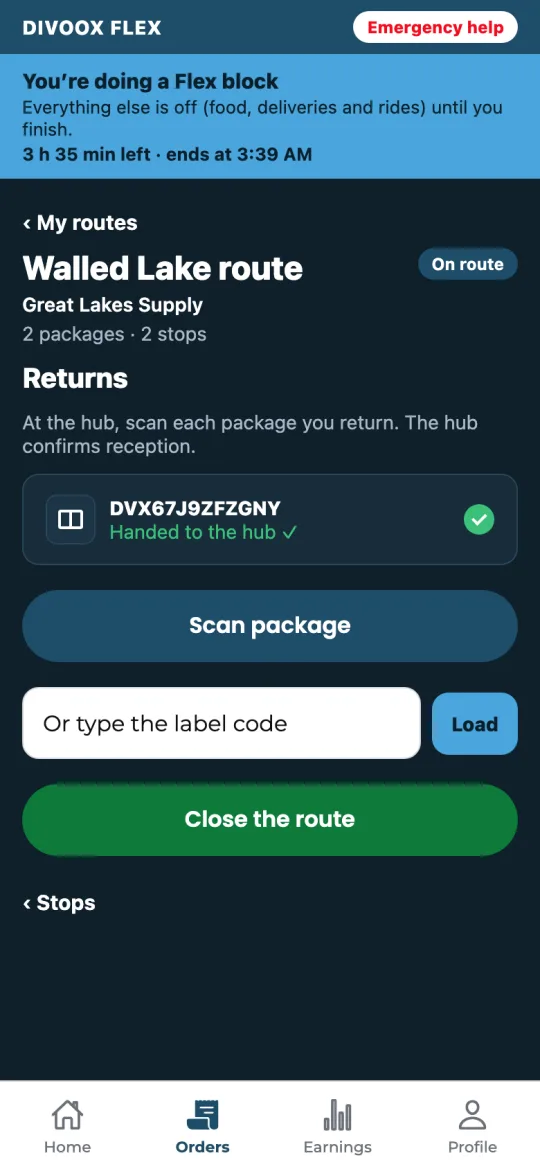 DIVOOX FLEX
Emergency help
You’re doing a Flex block
Everything else is off (food, deliveries and rides) until you
finish.
3 h 35 min left · ends at 3:39 AM
‹ My routes
Walled Lake route
On route
Great Lakes Supply
2 packages · 2 stops
Returns
At the hub, scan each package you return. The hub
confirms reception.
DVX67J9ZFZGNY
Handed to the hub ✓
Scan package
Or type the label code
Load
Close the route
‹ Stops
Home
Orders
Earnings
Profile